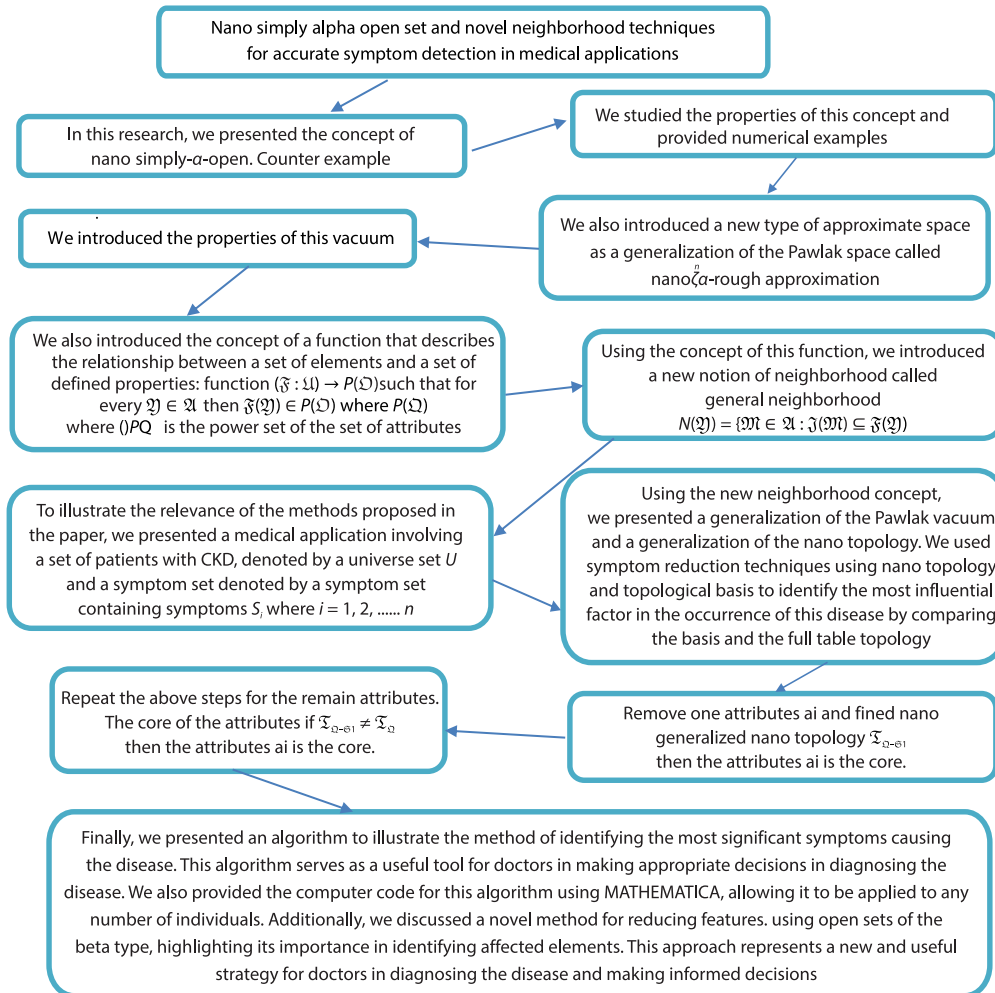 Nano simply alpha open set and novel neighborhood techniques
for accurate symptom detection in medical applications
In this research, we presented the concept of
nano simply-α-open. Counter example
We studied the properties of this concept and
provided numerical examples
We also introduced a new type of approximate space
as a generalization of the Pawlak space called
nano ζ̌ⁿα-rough approximation
We introduced the properties of this vacuum
We also introduced the concept of a function that describes
the relationship between a set of elements and a set of
defined properties: function (𝔉 : 𝔘) → P(𝔒)such that for
every 𝔜 ∈ 𝔄 then 𝔉(𝔜) ∈ P(𝔒) where P(𝔔)
where ()PQ is the power set of the set of attributes
Using the concept of this function, we introduced
a new notion of neighborhood called
general neighborhood
N(𝔜) = {𝔐 ∈ 𝔄 : 𝔍(𝔐) ⊆ 𝔉(𝔜)
To illustrate the relevance of the methods proposed in
the paper, we presented a medical application involving
a set of patients with CKD, denoted by a universe set U
and a symptom set denoted by a symptom set
containing symptoms Sᵢ where i = 1, 2, ...... n
Using the new neighborhood concept,
we presented a generalization of the Pawlak vacuum
and a generalization of the nano topology. We used
symptom reduction techniques using nano topology
and topological basis to identify the most influential
factor in the occurrence of this disease by comparing
the basis and the full table topology
Remove one attributes ai and fined nano
generalized nano topology 𝔗_𝔔-𝔖1
then the attributes ai is the core.
Repeat the above steps for the remain attributes.
The core of the attributes if 𝔗_𝔔-𝔖1 ≠ 𝔗_𝔔
then the attributes ai is the core.
Finally, we presented an algorithm to illustrate the method of identifying the most significant symptoms causing
the disease. This algorithm serves as a useful tool for doctors in making appropriate decisions in diagnosing the
disease. We also provided the computer code for this algorithm using MATHEMATICA, allowing it to be applied to any
number of individuals. Additionally, we discussed a novel method for reducing features. using open sets of the
beta type, highlighting its importance in identifying affected elements. This approach represents a new and useful
strategy for doctors in diagnosing the disease and making informed decisions